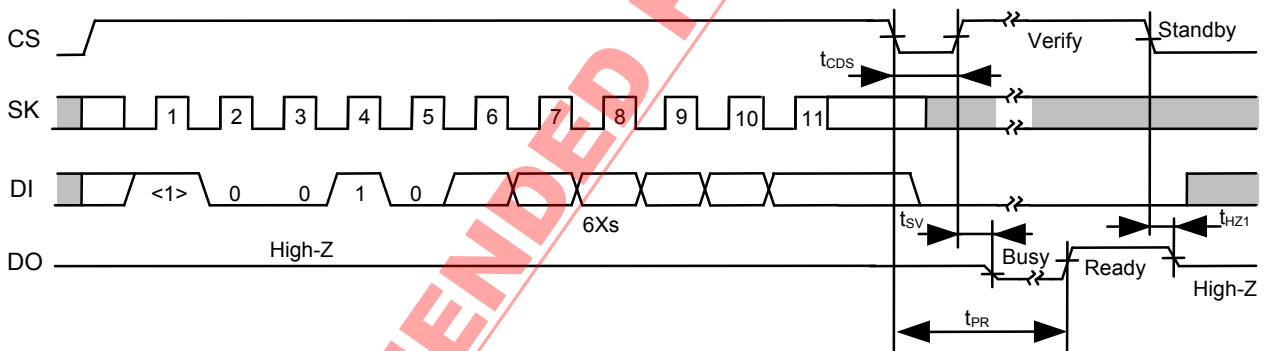 CS
Verify
Standby
tCDS
SK
1 2 3 4 5 6 7 8 9 10 11
DI
<1> 0 0 1 0
6Xs
tSV
tHZ1
DO
High-Z
Busy
Ready
High-Z
tPR
ENDED